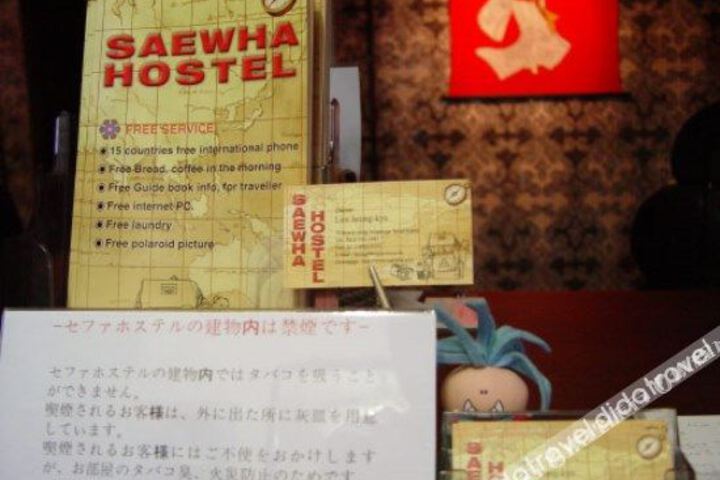 SAEWHA
HOSTEL
FREE SERVICE
15 countries free international phone
Free Bread, coffee in the morning
Free Guide book info, for traveller
Free internet PC.
Free laundry
Free polaroid picture
SAEWHA
HOSTEL
－セファホステルの建物内は禁煙です－
セファホステルの建物内ではタバコを吸うこと
ができません。
喫煙されるお客様は、外に出た所に灰皿を用意
しています。
喫煙されるお客様にはご不便をおかけします
が、お部屋のタバコ臭、火災防止のためです
traveldidatravel